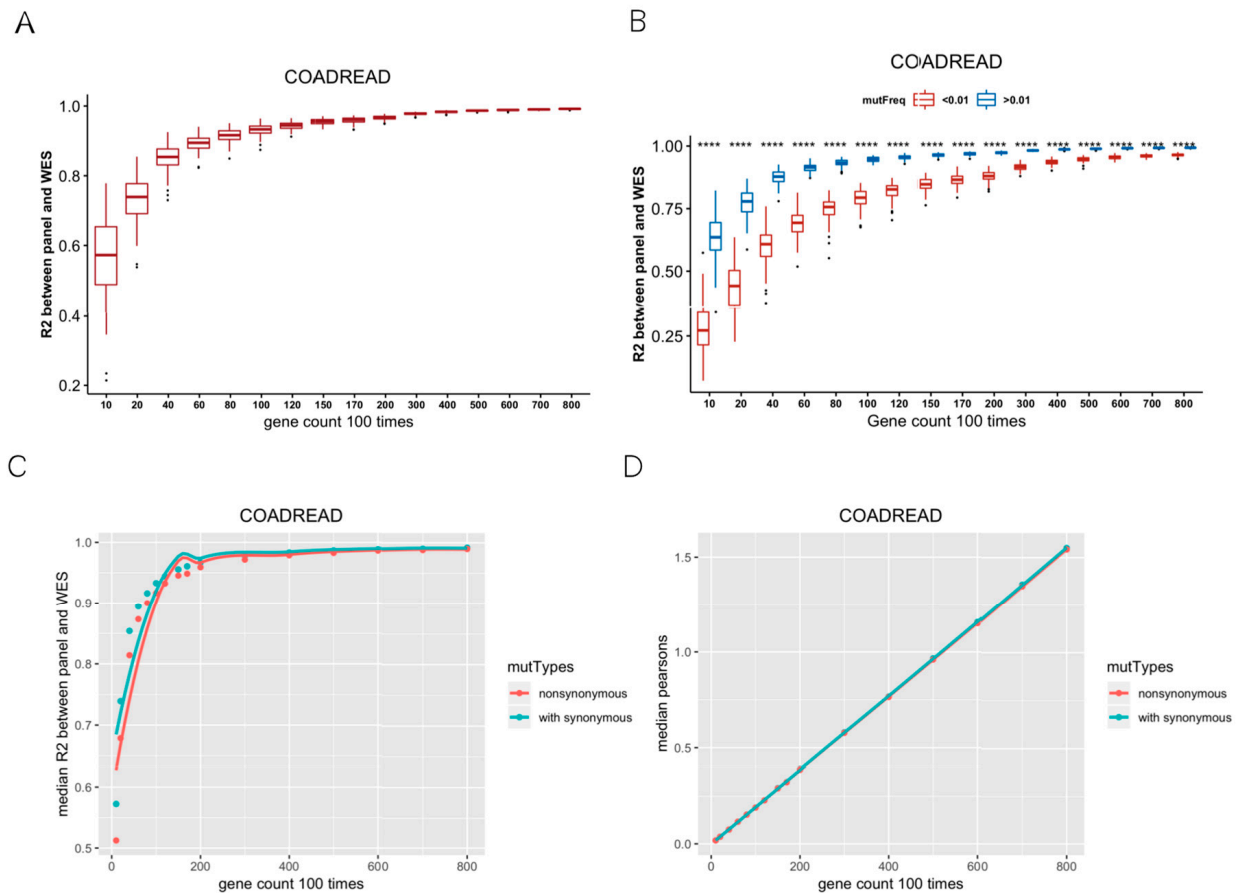 A
COADREAD
R2 between panel and WES
1.0
0.8
0.6
0.4
0.2
10 20 40 60 80 100 120 150 170 200 300 400 500 600 700 800
gene count 100 times
B
COADREAD
mutFreq <0.01 >0.01
R2 between panel and WES
**** **** **** **** **** **** **** **** **** **** **** **** **** **** **** ****
1.00
0.75
0.50
0.25
10 20 40 60 80 100 120 150 170 200 300 400 500 600 700 800
Gene count 100 times
C
COADREAD
median R2 between panel and WES
1.0
0.9
0.8
0.7
0.6
0.5
0 200 400 600 800
gene count 100 times
mutTypes
nonsynonymous
with synonymous
D
COADREAD
median pearsons
1.5
1.0
0.5
0.0
0 200 400 600 800
gene count 100 times
mutTypes
nonsynonymous
with synonymous